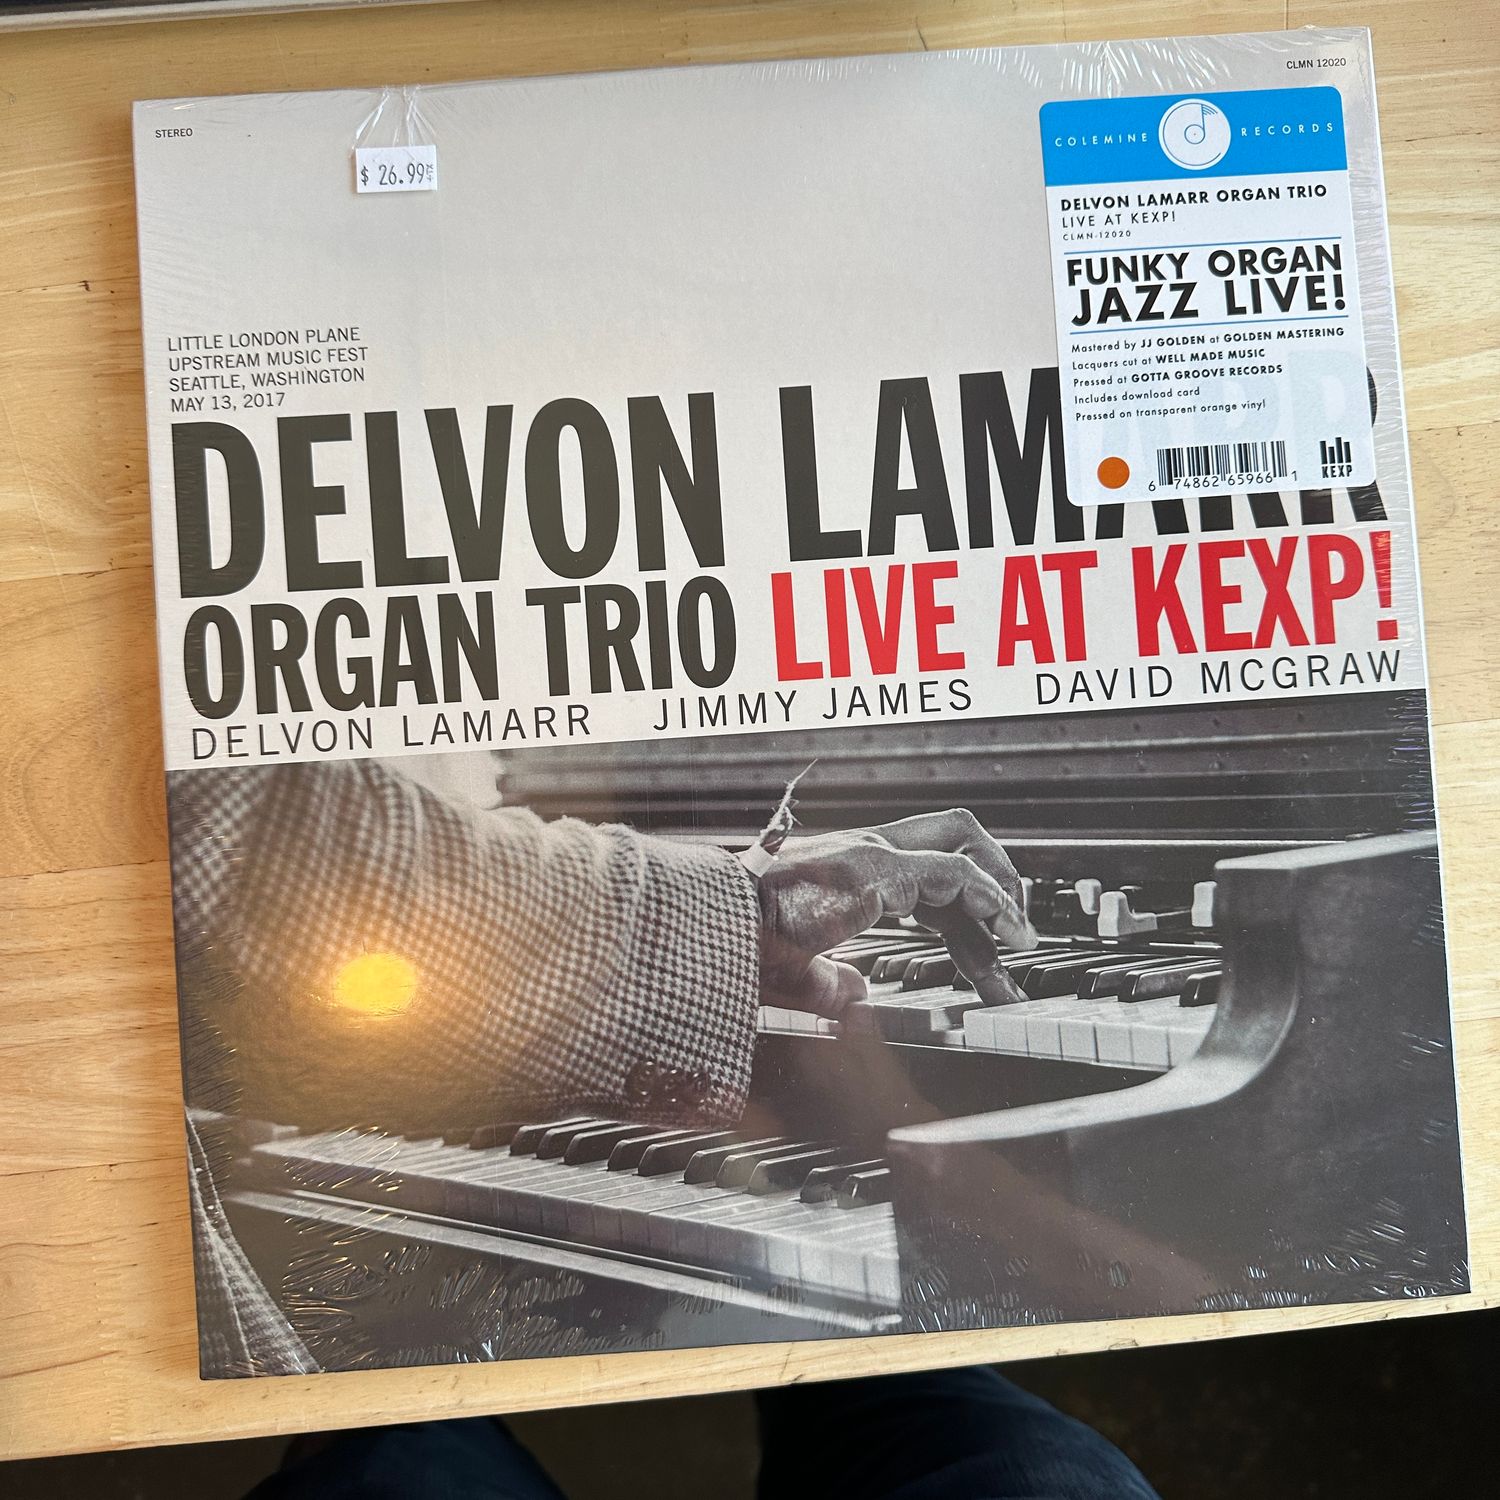 STEREO
CLMN 12020
$ 26.99
COLEMINE RECORDS
DELVON LAMARR ORGAN TRIO
LIVE AT KEXP!
CLMN-12020
FUNKY ORGAN
JAZZ LIVE!
Mastered by JJ GOLDEN at GOLDEN MASTERING
Lacquers cut at WELL MADE MUSIC
Pressed at GOTTA GROOVE RECORDS
Includes download card
Pressed on transparent orange vinyl
6 74862 65966 1
KEXP
LITTLE LONDON PLANE
UPSTREAM MUSIC FEST
SEATTLE, WASHINGTON
MAY 13, 2017
DELVON LAMARR
ORGAN TRIO LIVE AT KEXP!
DELVON LAMARR JIMMY JAMES DAVID MCGRAW